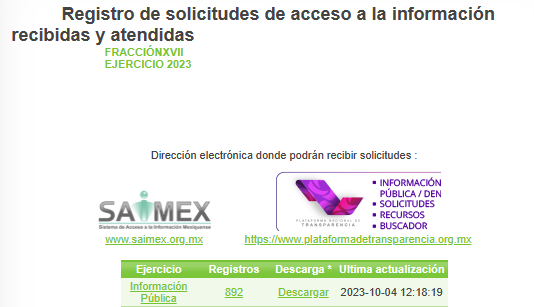 Registro de solicitudes de acceso a la información
recibidas y atendidas
FRACCIÓNXVII
EJERCICIO 2023
Dirección electrónica donde podrán recibir solicitudes :
SAIMEX
Sistema de Acceso a la Información Mexiquense
www.saimex.org.mx
PLATAFORMA NACIONAL DE
TRANSPARENCIA
INFORMACIÓN
PÚBLICA / DEN
SOLICITUDES
RECURSOS
BUSCADOR
https://www.plataformadetransparencia.org.mx
Ejercicio Registros Descarga * Ultima actualización
Información
Pública 892 Descargar 2023-10-04 12:18:19